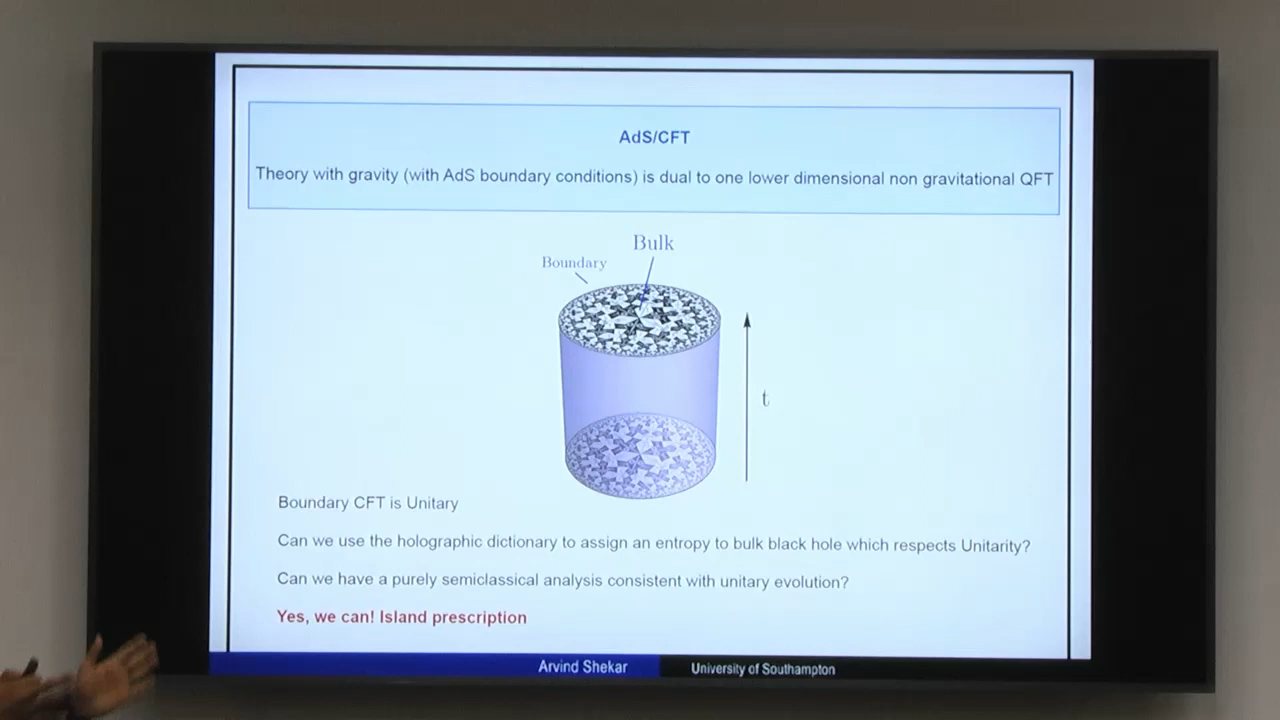 AdS/CFT
Theory with gravity (with AdS boundary conditions) is dual to one lower dimensional non gravitational QFT
Bulk
Boundary
t
Boundary CFT is Unitary
Can we use the holographic dictionary to assign an entropy to bulk black hole which respects Unitarity?
Can we have a purely semiclassical analysis consistent with unitary evolution?
Yes, we can! Island prescription
Arvind Shekar
University of Southampton